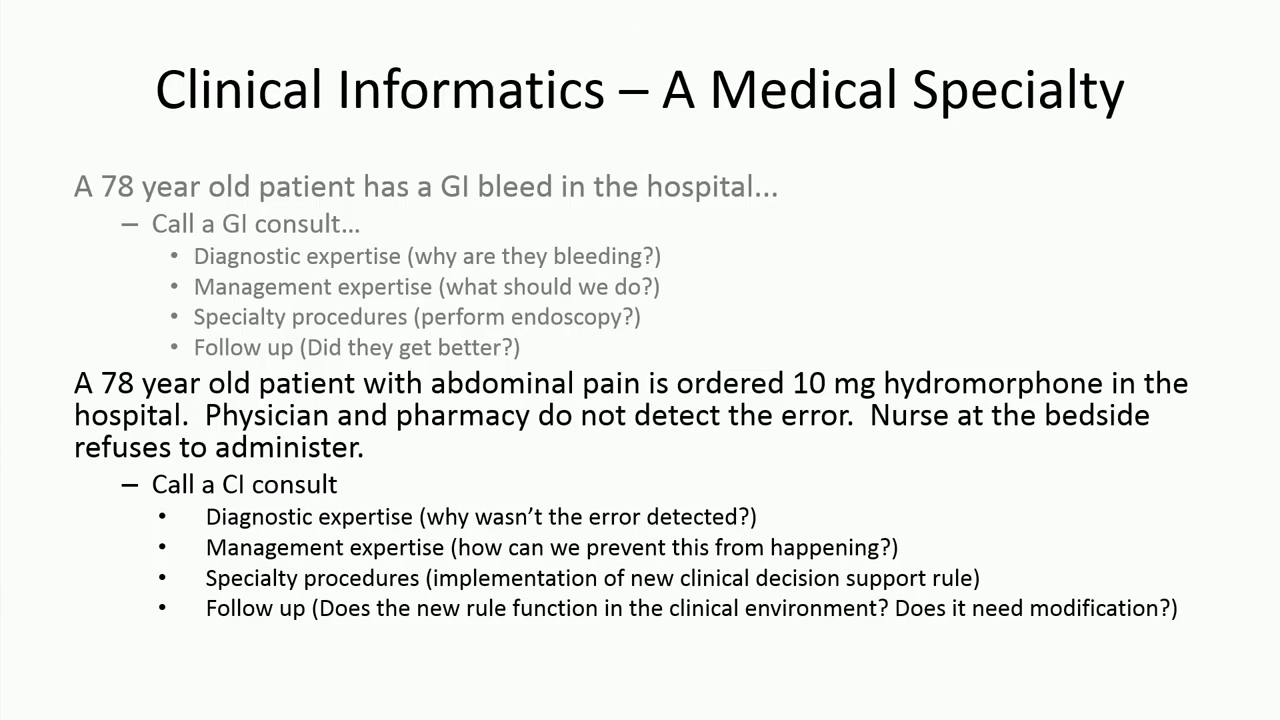 Clinical Informatics – A Medical Specialty
A 78 year old patient has a GI bleed in the hospital...
– Call a GI consult...
• Diagnostic expertise (why are they bleeding?)
• Management expertise (what should we do?)
• Specialty procedures (perform endoscopy?)
• Follow up (Did they get better?)
A 78 year old patient with abdominal pain is ordered 10 mg hydromorphone in the
hospital.  Physician and pharmacy do not detect the error.  Nurse at the bedside
refuses to administer.
– Call a CI consult
• Diagnostic expertise (why wasn’t the error detected?)
• Management expertise (how can we prevent this from happening?)
• Specialty procedures (implementation of new clinical decision support rule)
• Follow up (Does the new rule function in the clinical environment? Does it need modification?)